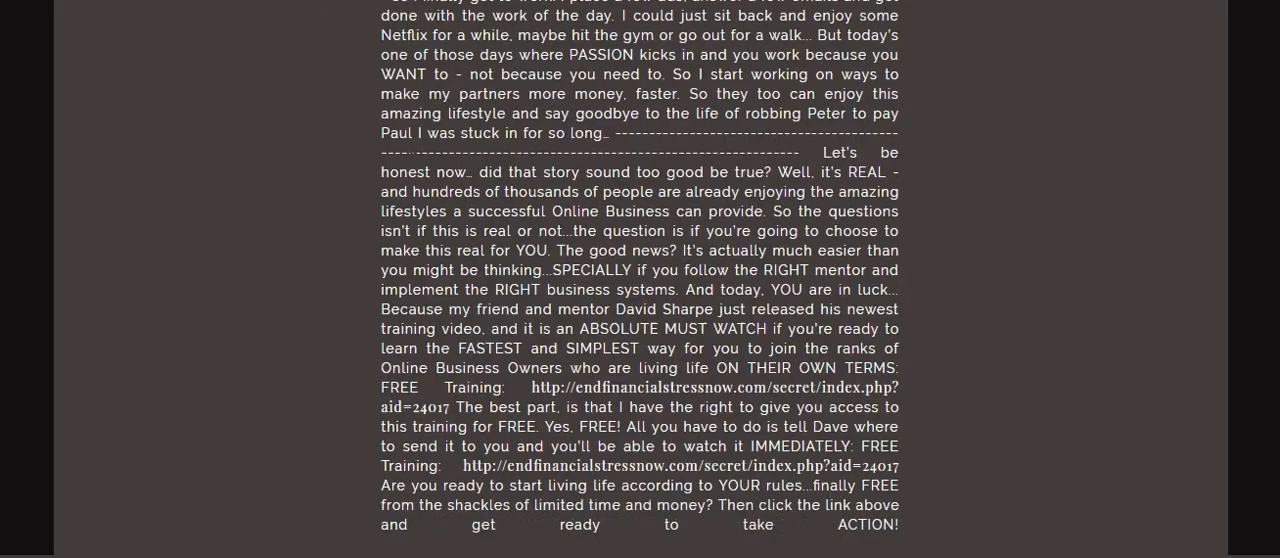 done with the work of the day. I could just sit back and enjoy some
Netflix for a while, maybe hit the gym or go out for a walk... But today's
one of those days where PASSION kicks in and you work because you
WANT to - not because you need to. So I start working on ways to
make my partners more money, faster. So they too can enjoy this
amazing lifestyle and say goodbye to the life of robbing Peter to pay
Paul I was stuck in for so long… ------------------------------------------
-------------------------------------------------------------- Let's be
honest now… did that story sound too good be true? Well, it's REAL -
and hundreds of thousands of people are already enjoying the amazing
lifestyles a successful Online Business can provide. So the questions
isn't if this is real or not...the question is if you're going to choose to
make this real for YOU. The good news? It's actually much easier than
you might be thinking...SPECIALLY if you follow the RIGHT mentor and
implement the RIGHT business systems. And today, YOU are in luck...
Because my friend and mentor David Sharpe just released his newest
training video, and it is an ABSOLUTE MUST WATCH if you're ready to
learn the FASTEST and SIMPLEST way for you to join the ranks of
Online Business Owners who are living life ON THEIR OWN TERMS:
FREE Training: http://endfinancialstressnow.com/secret/index.php?
aid=24017 The best part, is that I have the right to give you access to
this training for FREE. Yes, FREE! All you have to do is tell Dave where
to send it to you and you'll be able to watch it IMMEDIATELY: FREE
Training: http://endfinancialstressnow.com/secret/index.php?aid=24017
Are you ready to start living life according to YOUR rules...finally FREE
from the shackles of limited time and money? Then click the link above
and get ready to take ACTION!